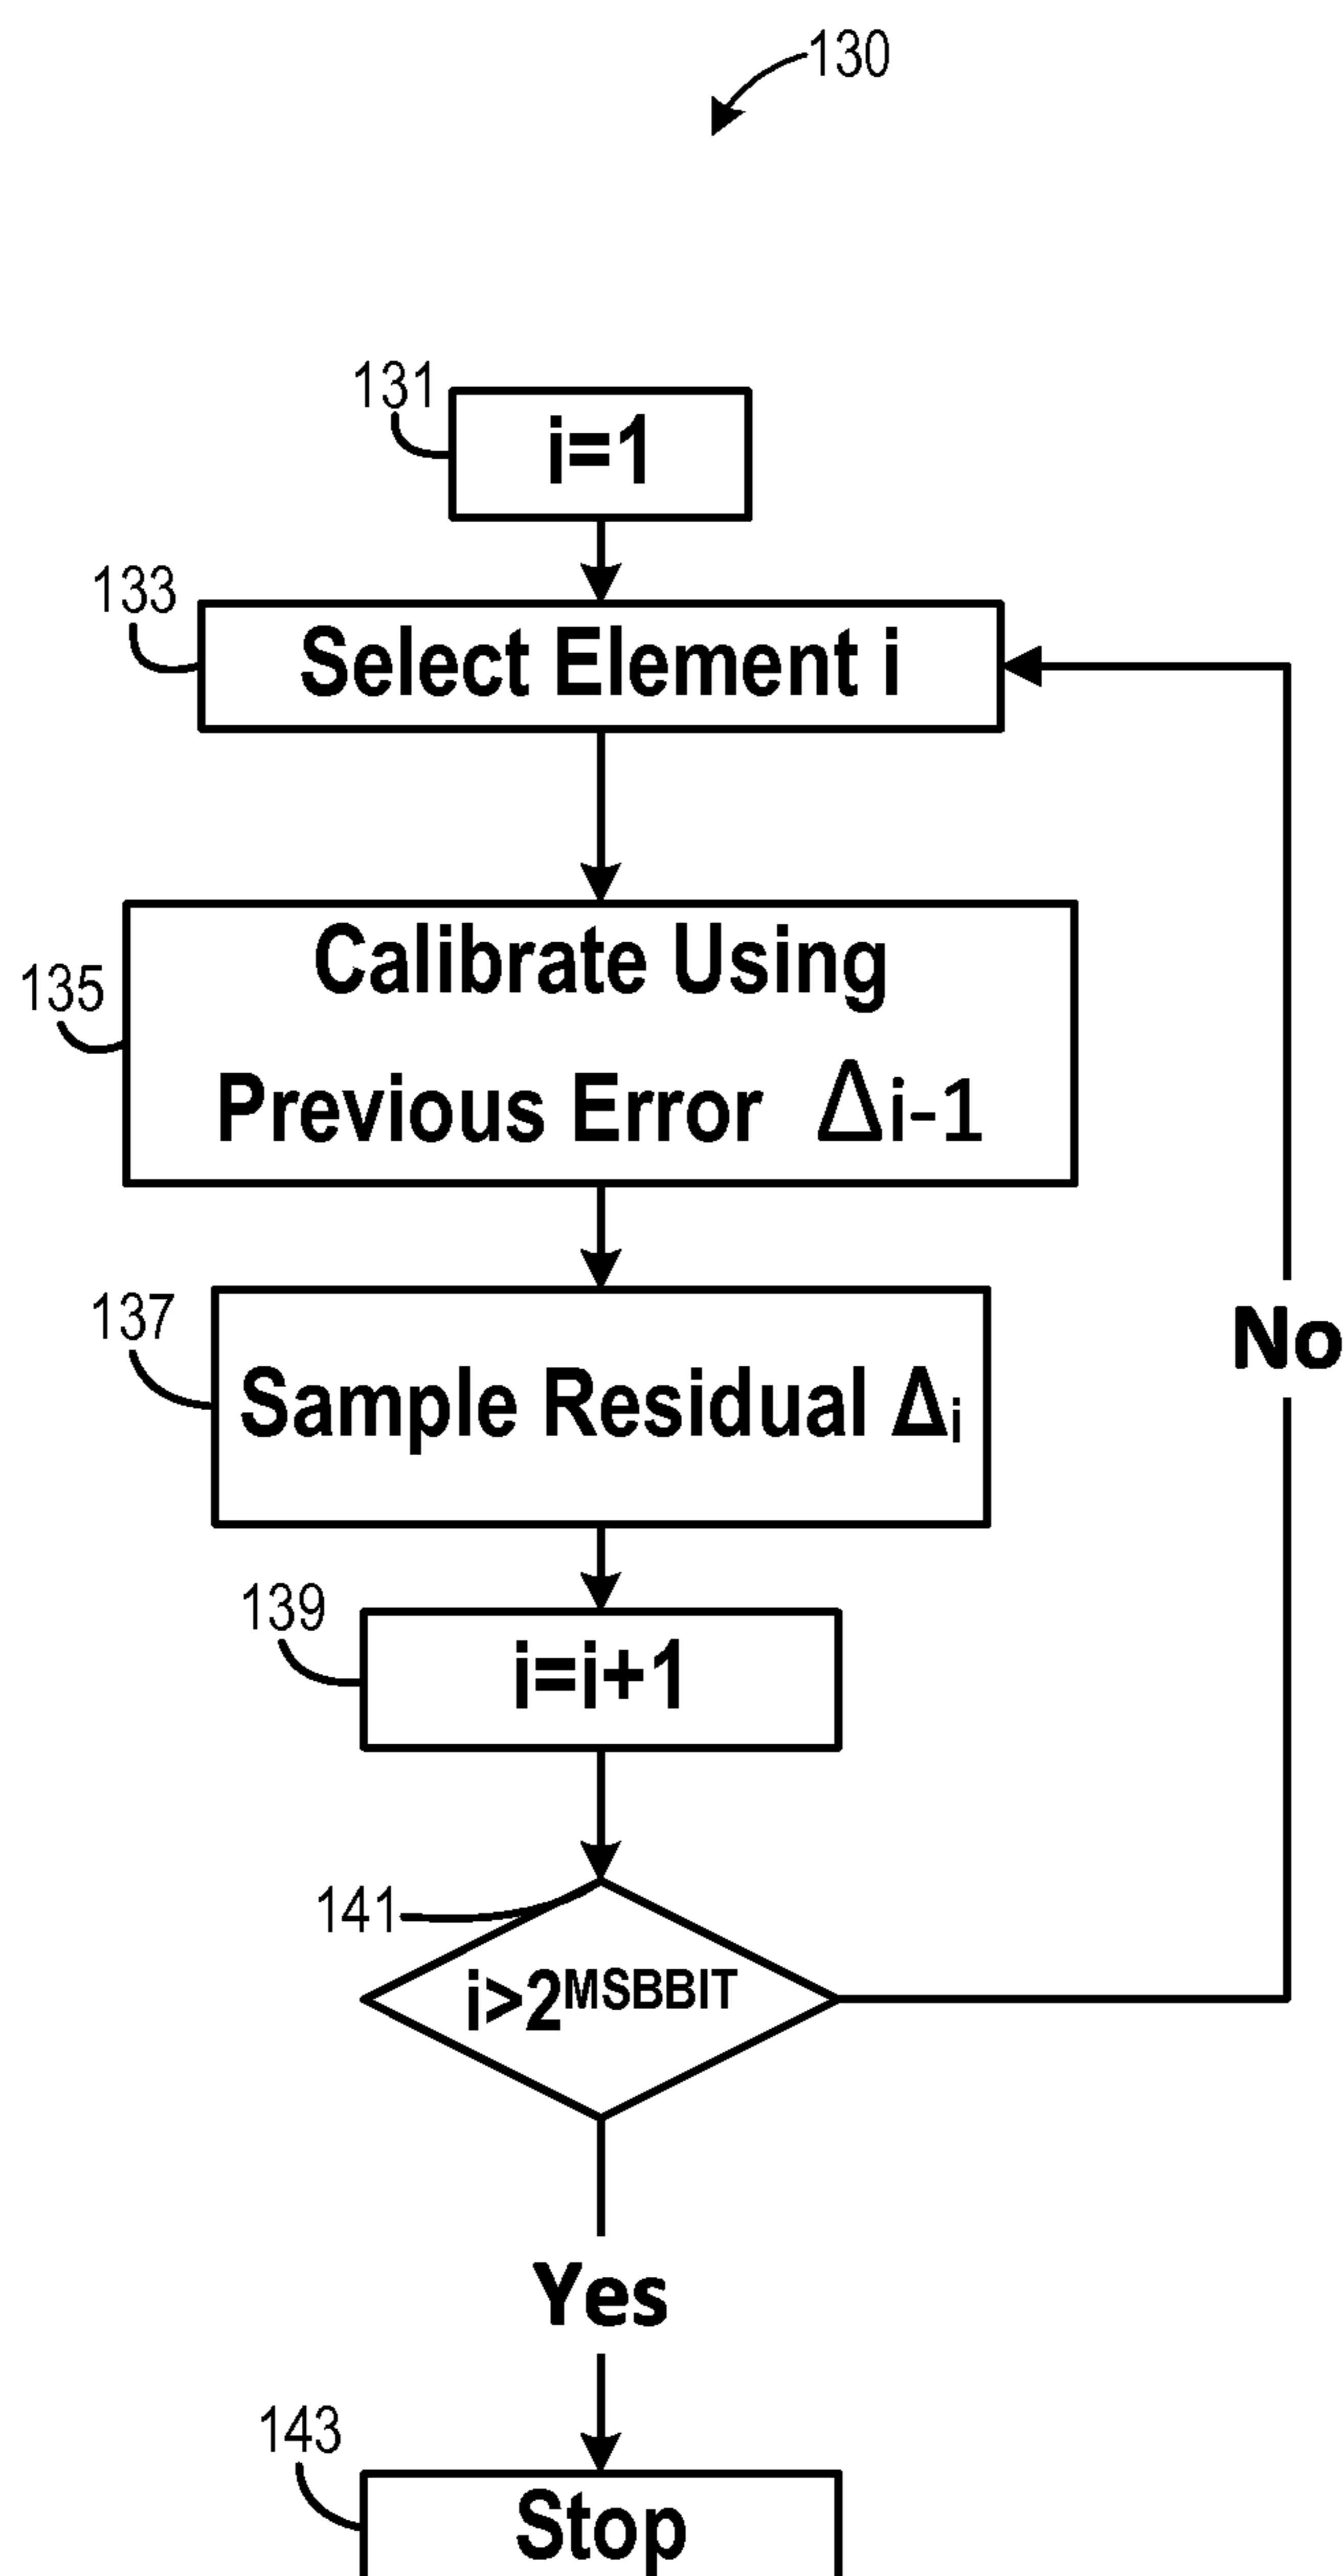 130
131
i=1
133
Select Element i
135
Calibrate Using
Previous Error Δi-1
137
Sample Residual Δi
No
139
i=i+1
141
i>2MSBBIT
Yes
143
Stop